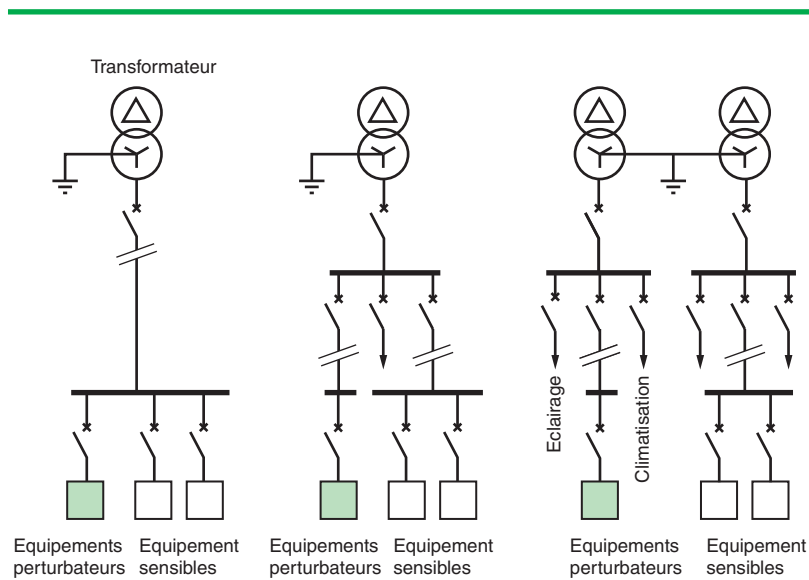 Transformateur
Eclairage
Climatisation
Equipements
perturbateurs
Equipement
sensibles
Equipements
perturbateurs
Equipement
sensibles
Equipements
perturbateurs
Equipement
sensibles